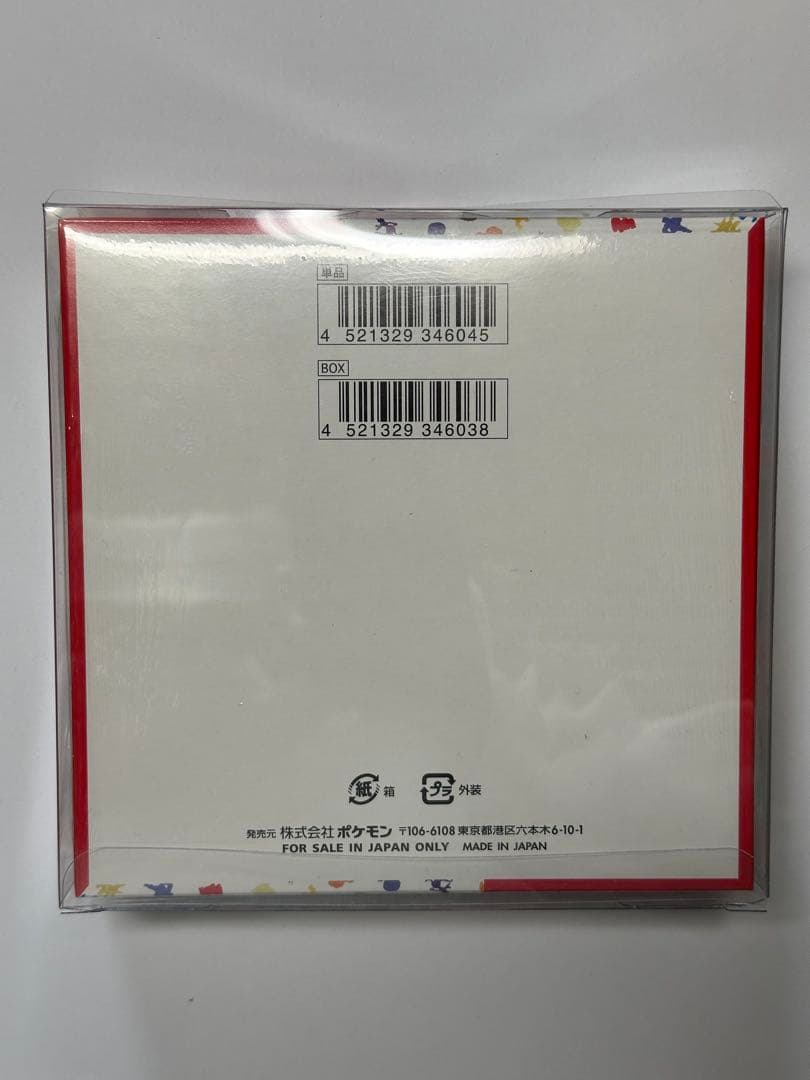 単品
4 521329 346045
BOX
4 521329 346038
紙 箱 プラ 外装
発売元 株式会社 ポケモン 〒106-6108 東京都港区六本木6-10-1
FOR SALE IN JAPAN ONLY MADE IN JAPAN